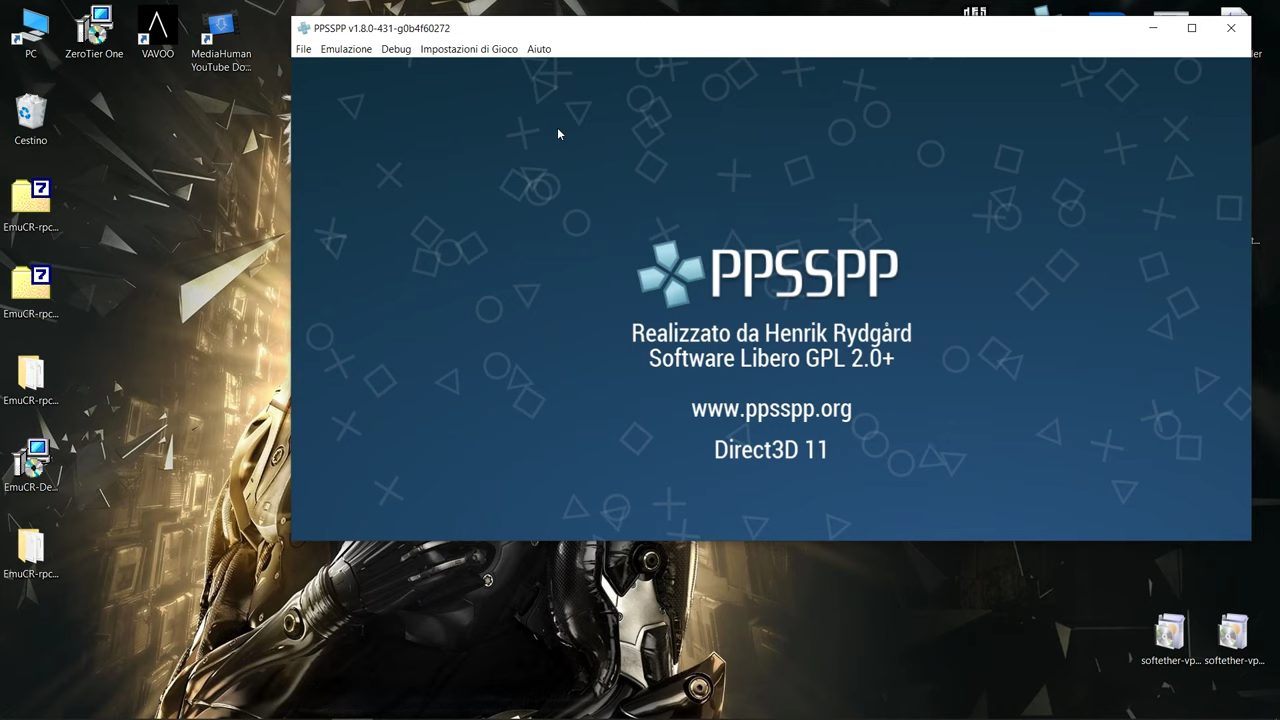 PPSSPP v1.8.0-431-g0b4f60272
File Emulazione Debug Impostazioni di Gioco Aiuto
PPSSPP
Realizzato da Henrik Rydgård
Software Libero GPL 2.0+
www.ppsspp.org
Direct3D 11
PC
ZeroTier One
VAVOO
MediaHuman
YouTube Do...
Cestino
7
EmuCR-rpc...
7
EmuCR-rpc...
EmuCR-rpc...
EmuCR-De...
EmuCR-rpc...
softether-vp...
softether-vp...